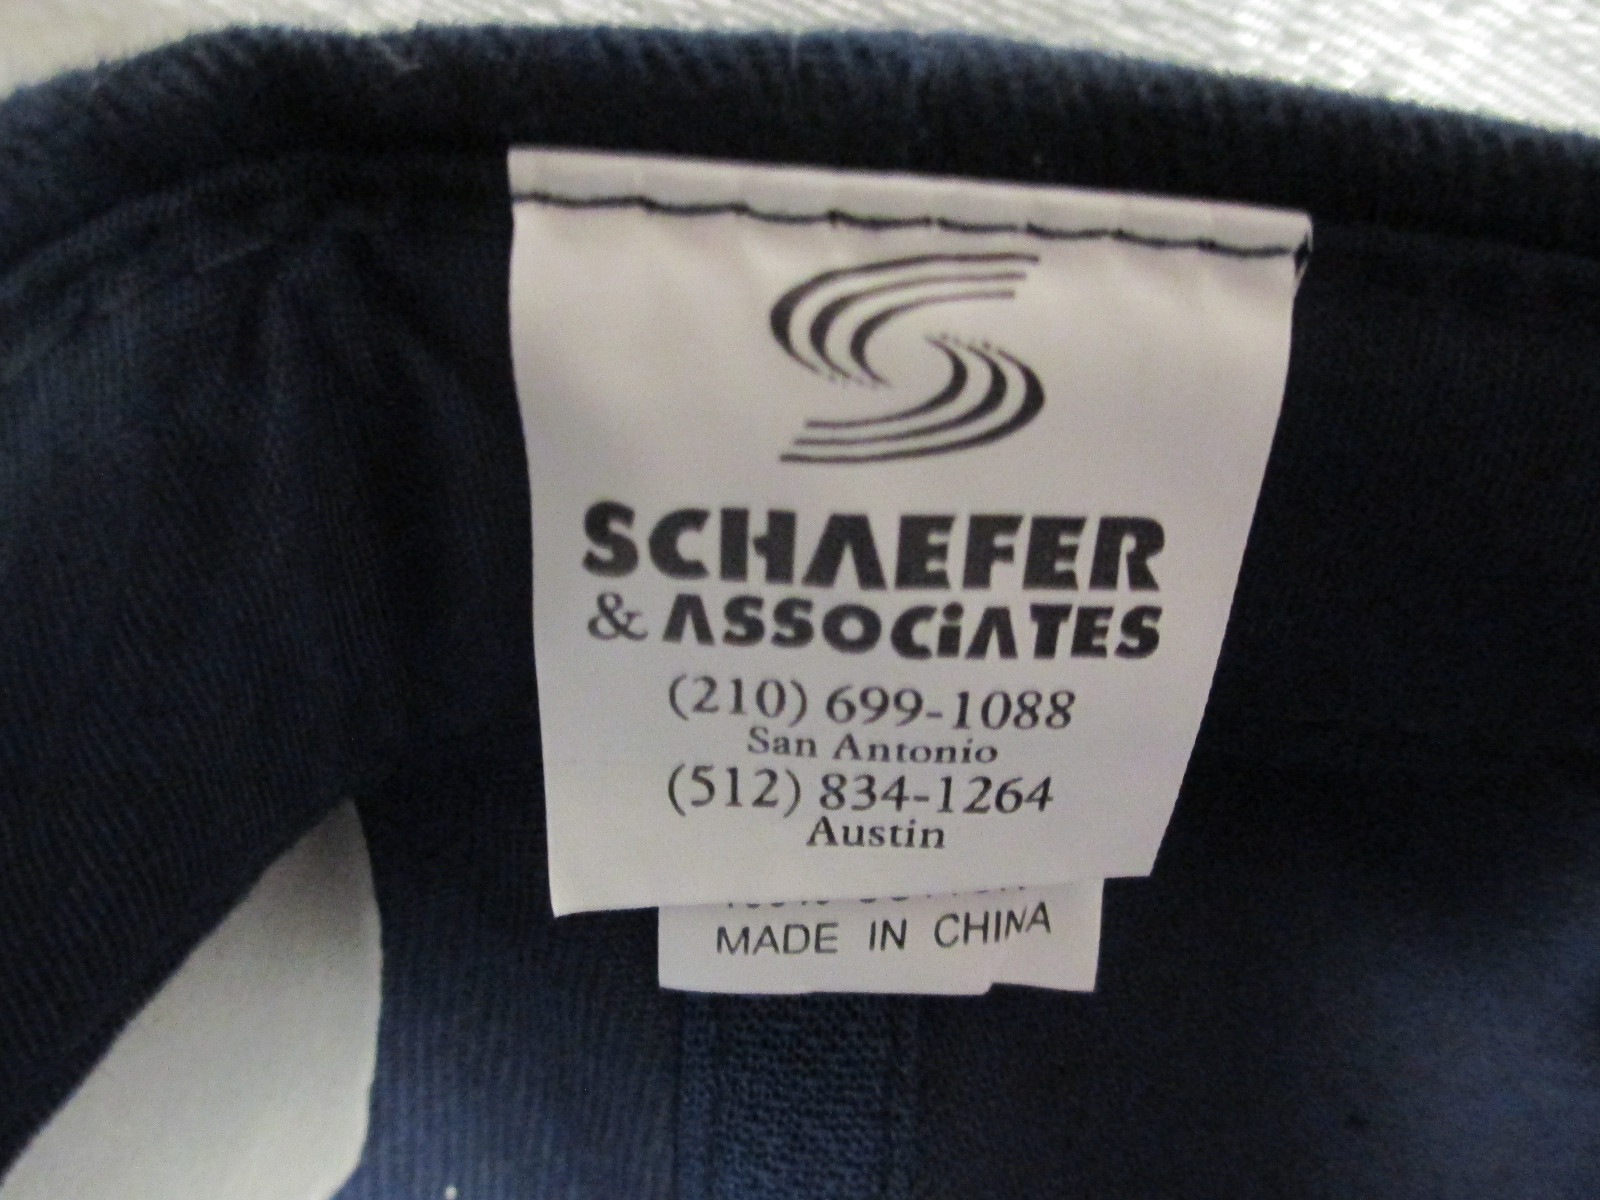 SCHAEFER
& ASSOCiATES
(210) 699-1088
San Antonio
(512) 834-1264
Austin
MADE IN CHINA